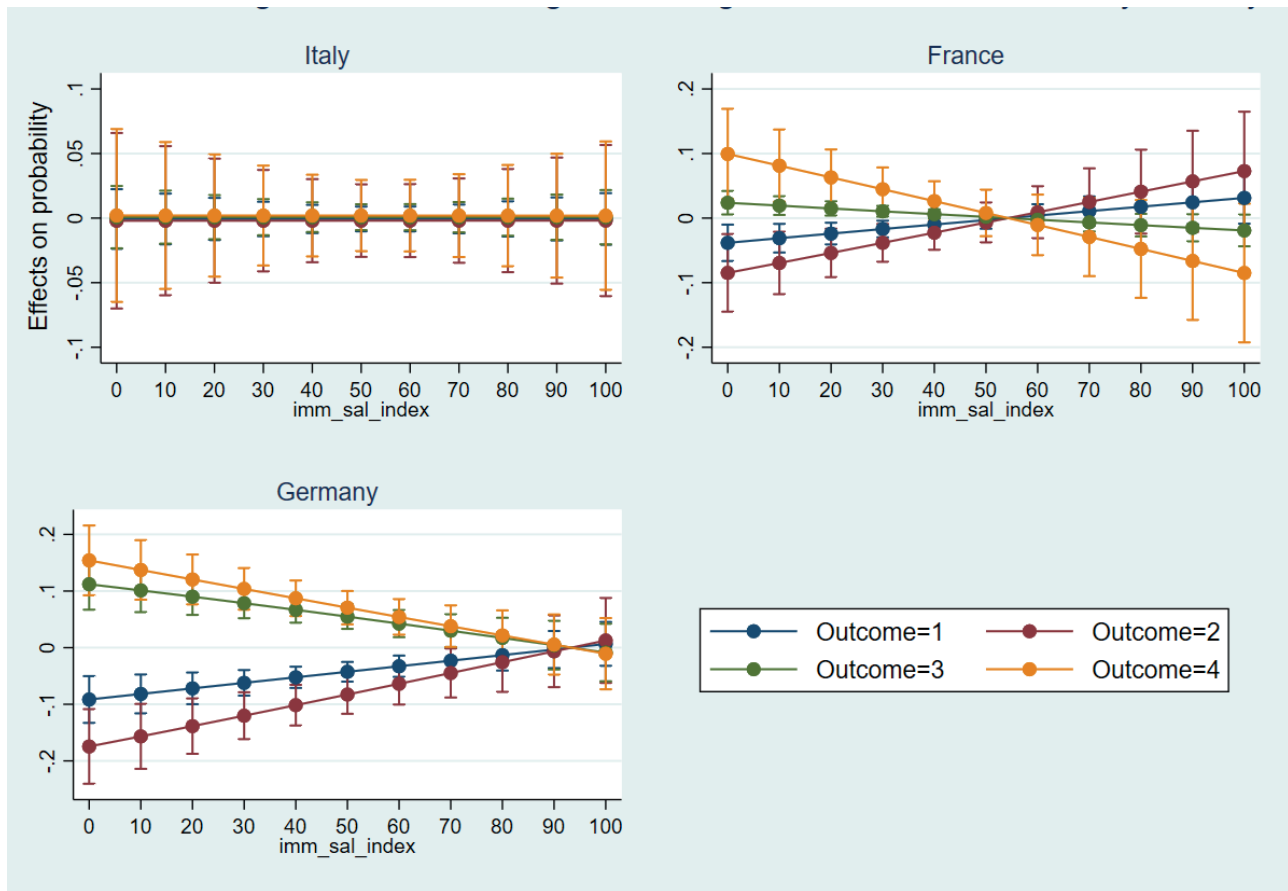 Italy
Effects on probability
.1
.05
0
-.05
-.1
0 10 20 30 40 50 60 70 80 90 100
imm_sal_index
France
.2
.1
0
-.1
-.2
0 10 20 30 40 50 60 70 80 90 100
imm_sal_index
Germany
.2
.1
0
-.1
-.2
0 10 20 30 40 50 60 70 80 90 100
imm_sal_index
Outcome=1 Outcome=2
Outcome=3 Outcome=4